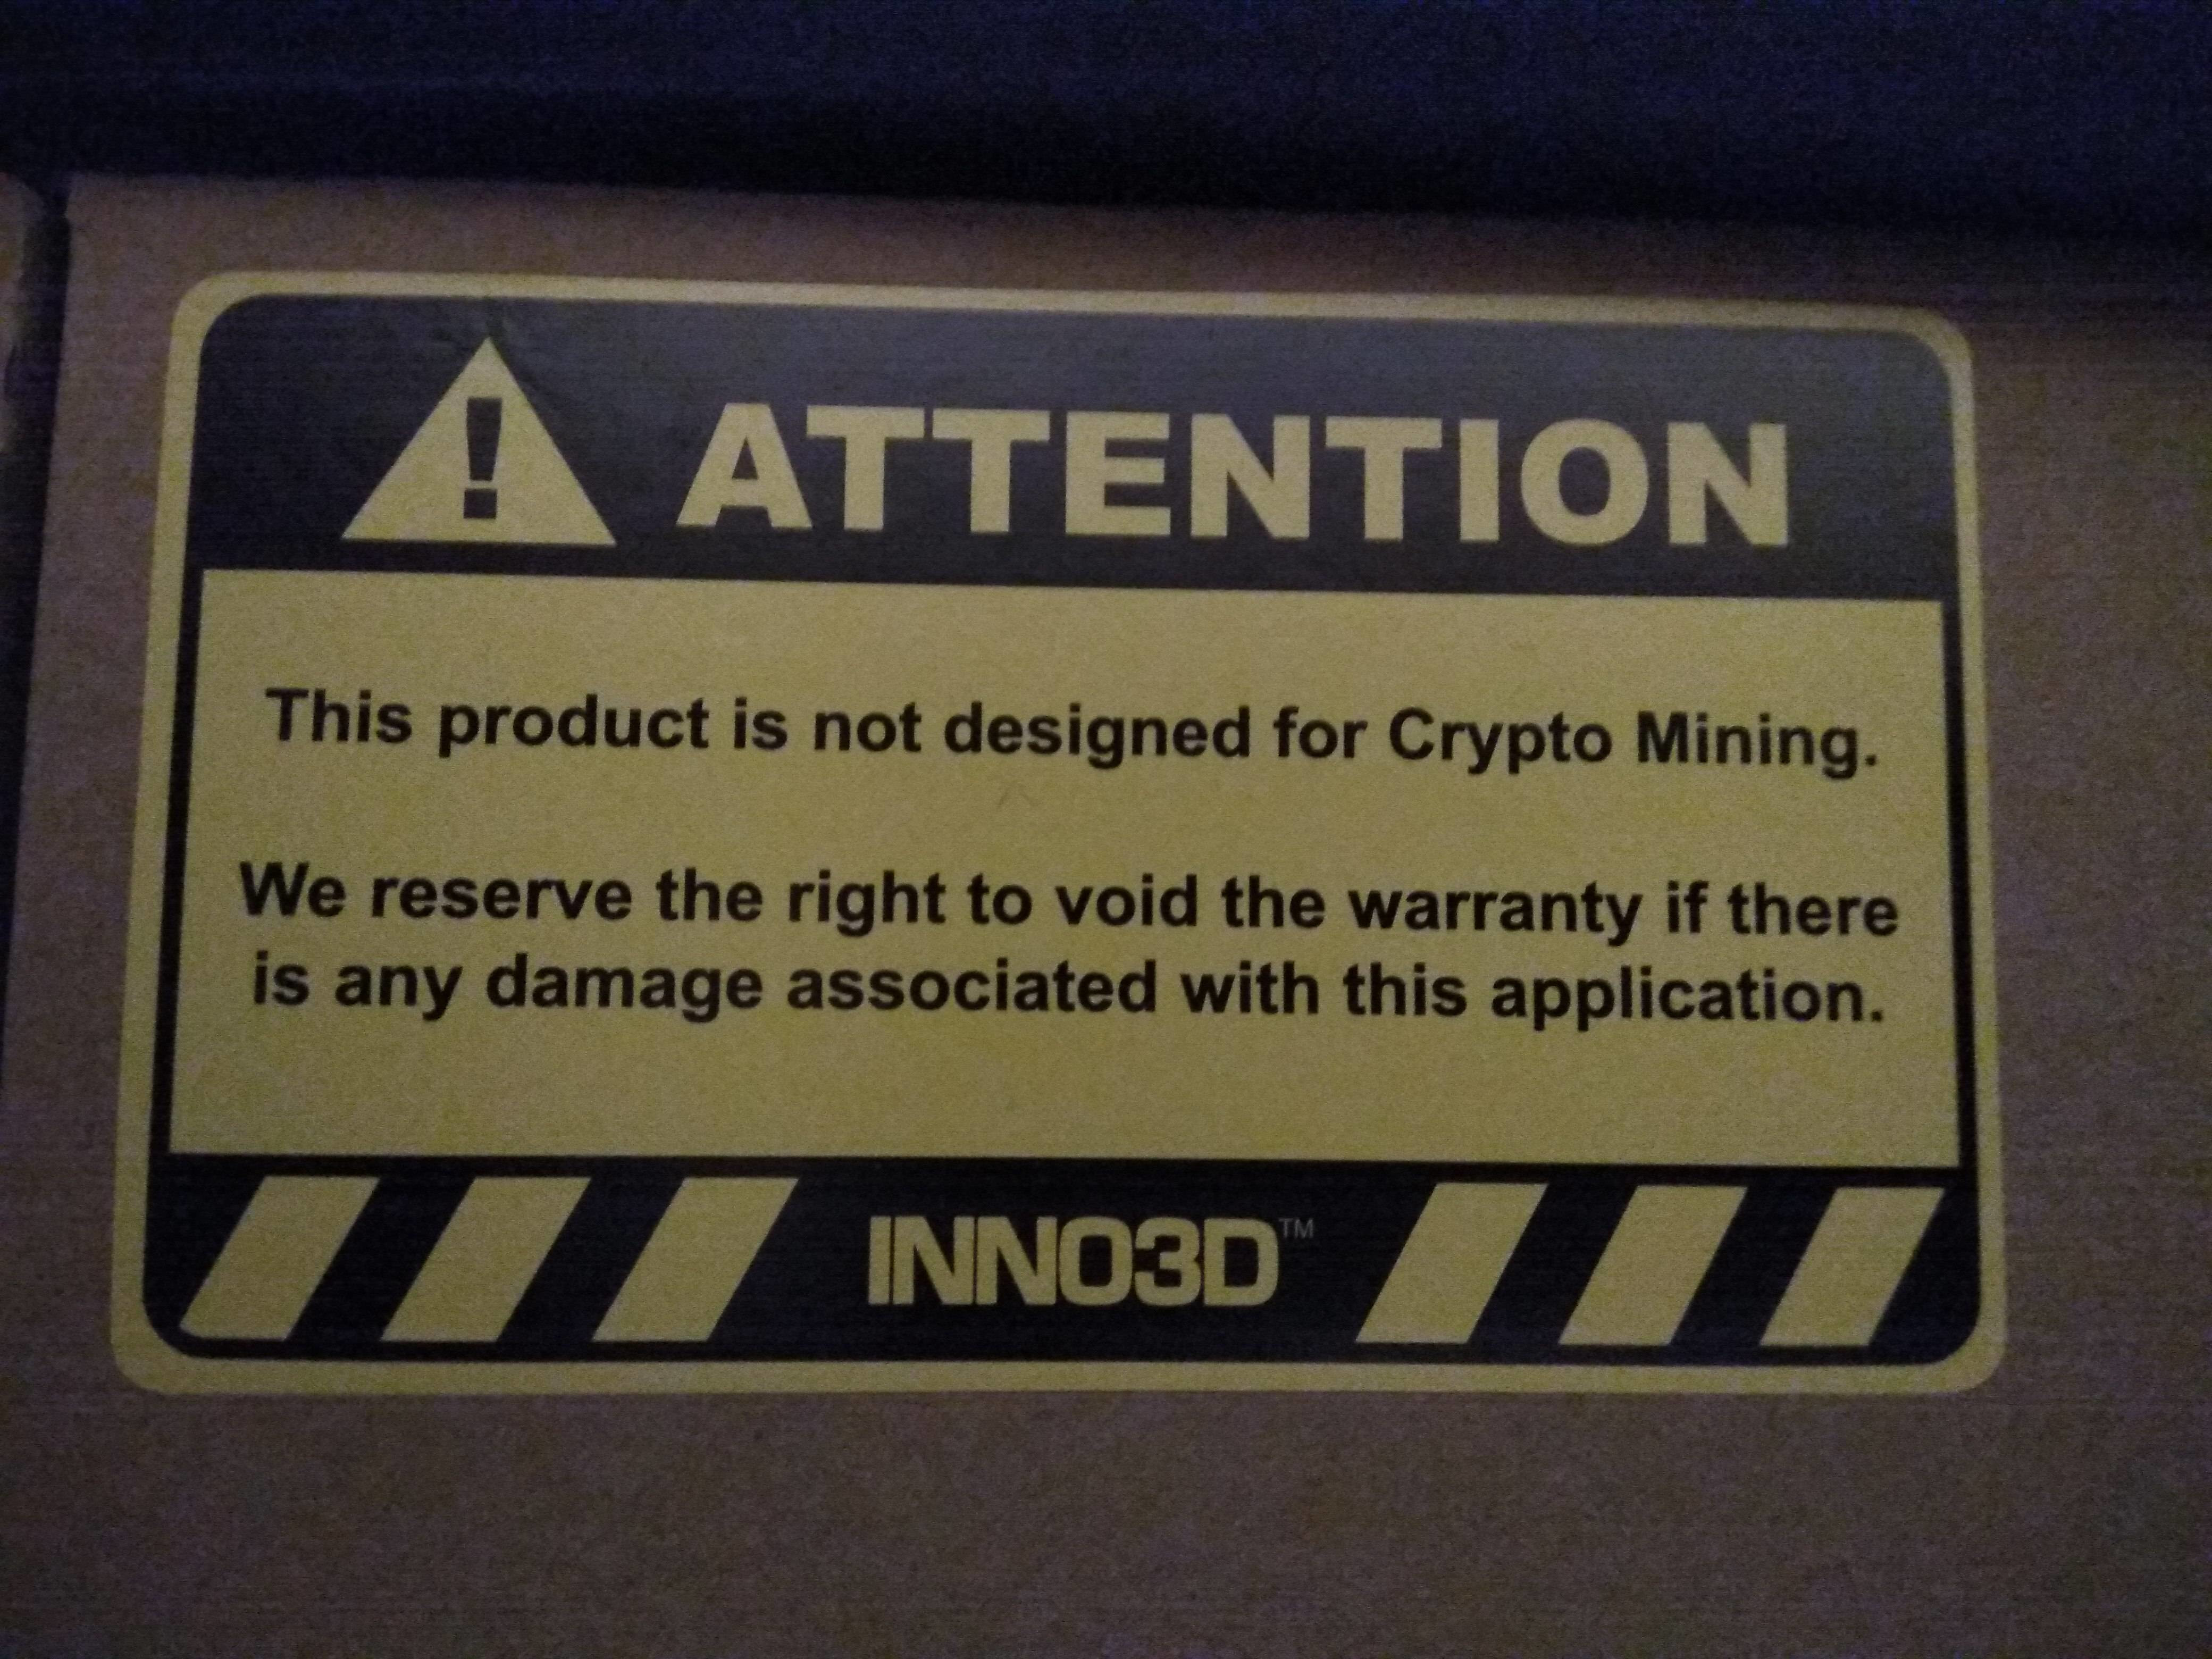 ! ATTENTION
This product is not designed for Crypto Mining.
We reserve the right to void the warranty if there
is any damage associated with this application.
INNO3D™